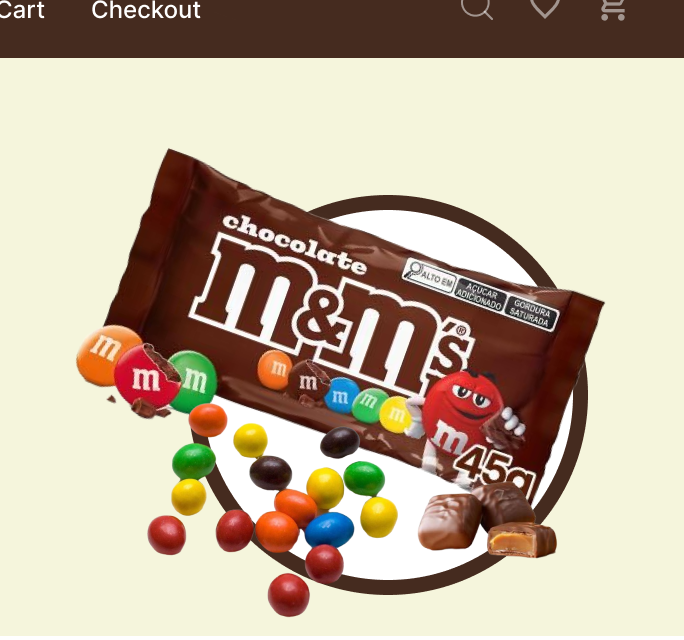 Cart Checkout
chocolate
m&m's®
ALTO EM
AÇÚCAR
ADICIONADO
GORDURA
SATURADA
m
m
m
m
m
m
m
m
m
45g